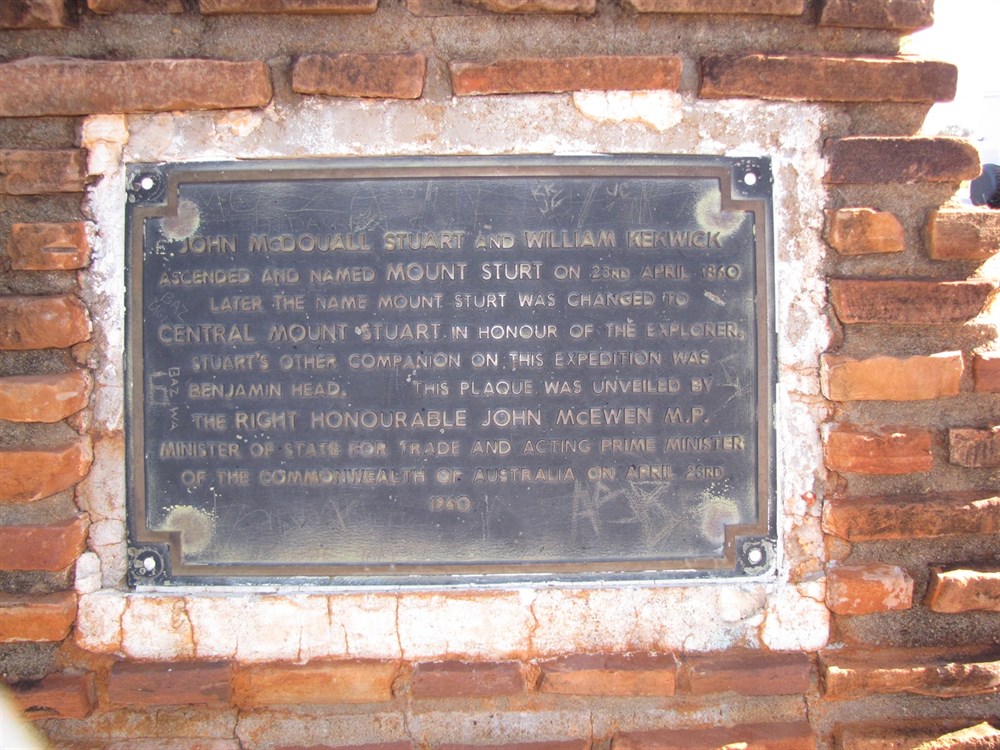 JOHN McDOUALL STUART AND WILLIAM KEKWICK
ASCENDED AND NAMED MOUNT STURT ON 23RD APRIL 1860
LATER THE NAME MOUNT STURT WAS CHANGED TO
CENTRAL MOUNT STUART IN HONOUR OF THE EXPLORER.
STUART'S OTHER COMPANION ON THIS EXPEDITION WAS
BENJAMIN HEAD. THIS PLAQUE WAS UNVEILED BY
THE RIGHT HONOURABLE JOHN McEWEN M.P.
MINISTER OF STATE FOR TRADE AND ACTING PRIME MINISTER
OF THE COMMONWEALTH OF AUSTRALIA ON APRIL 23RD
1960